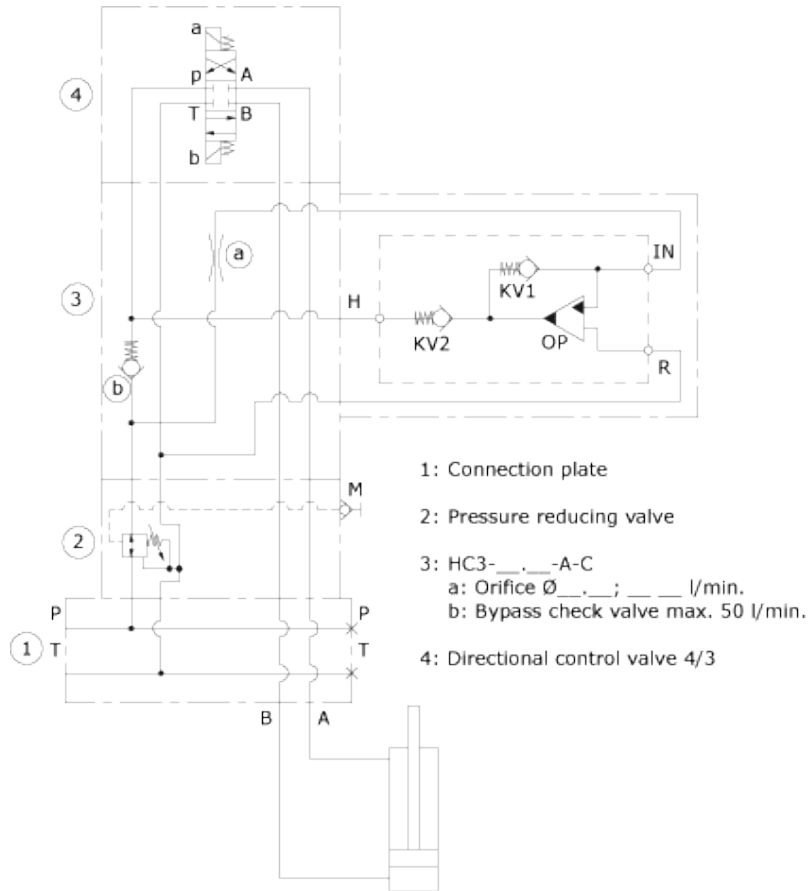 a
p A
4
T B
b
a
IN
3
H
KV1
KV2
OP
b
R
M
2
P P
1 T T
B A
1: Connection plate
2: Pressure reducing valve
3: HC3-__.__-A-C
a: Orifice Ø__.__; __ __ l/min.
b: Bypass check valve max. 50 l/min.
4: Directional control valve 4/3